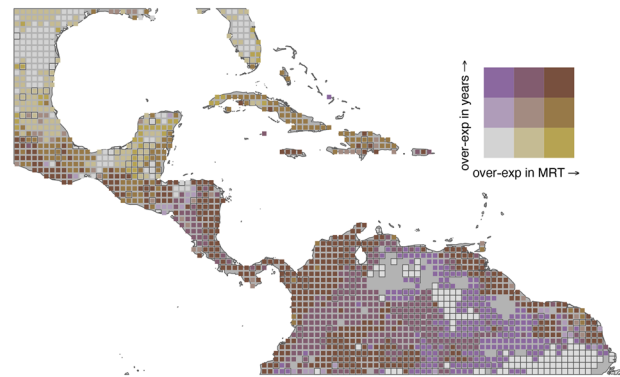 over-exp in years →
over-exp in MRT →